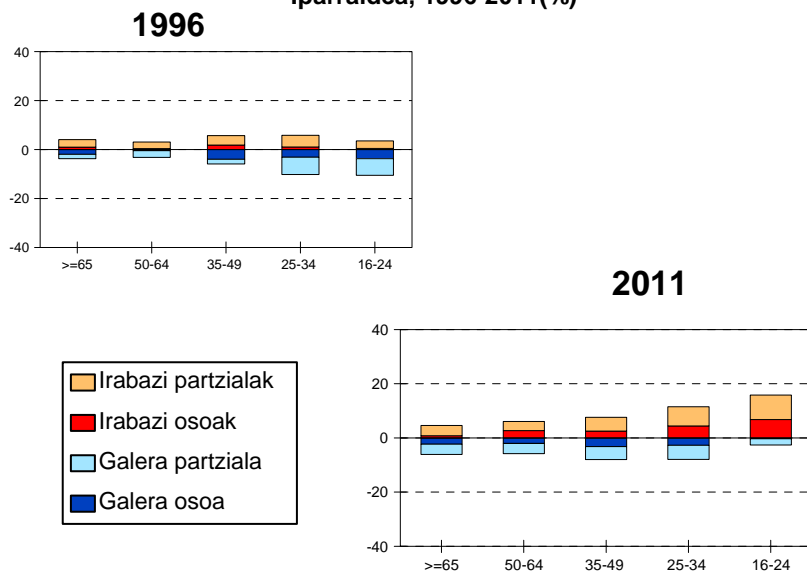 Iparraldea, 1996-2011(%)
1996
40
20
0
-20
-40
>=65 50-64 35-49 25-34 16-24
2011
40
20
0
-20
-40
>=65 50-64 35-49 25-34 16-24
Irabazi partzialak
Irabazi osoak
Galera partziala
Galera osoa